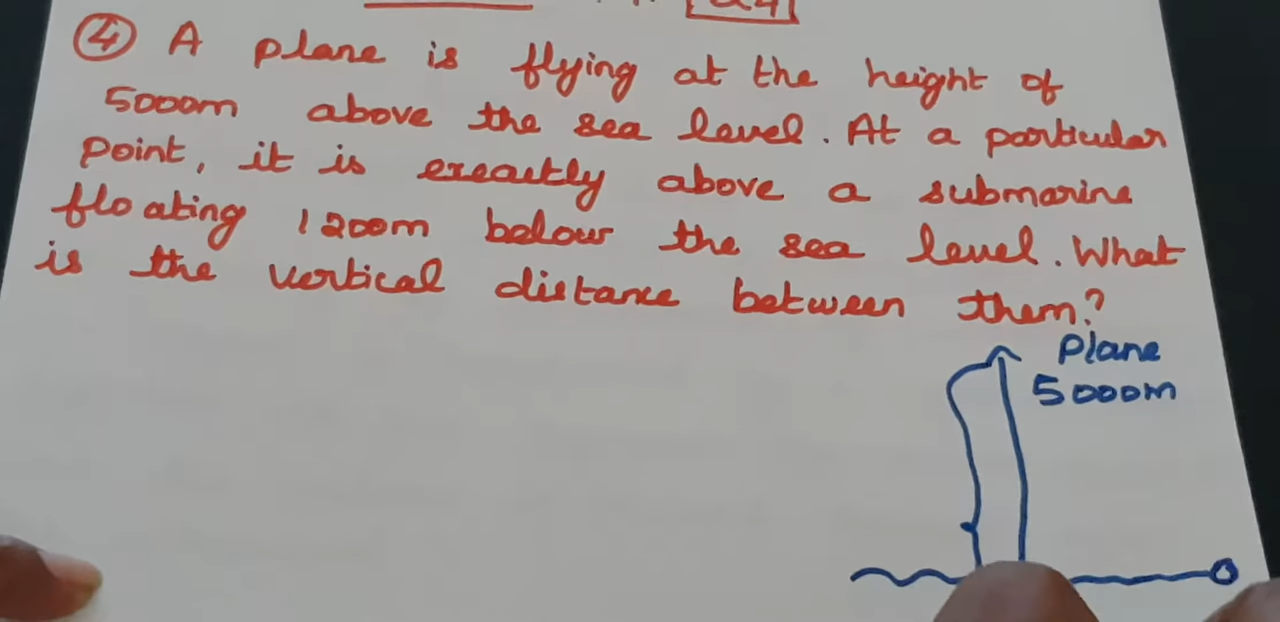 ④ A plane is flying at the height of
5000m above the sea level. At a particular
point, it is exactly above a submarine
floating 1200m below the sea level. What
is the vertical distance between them?
Plane
5000m
0